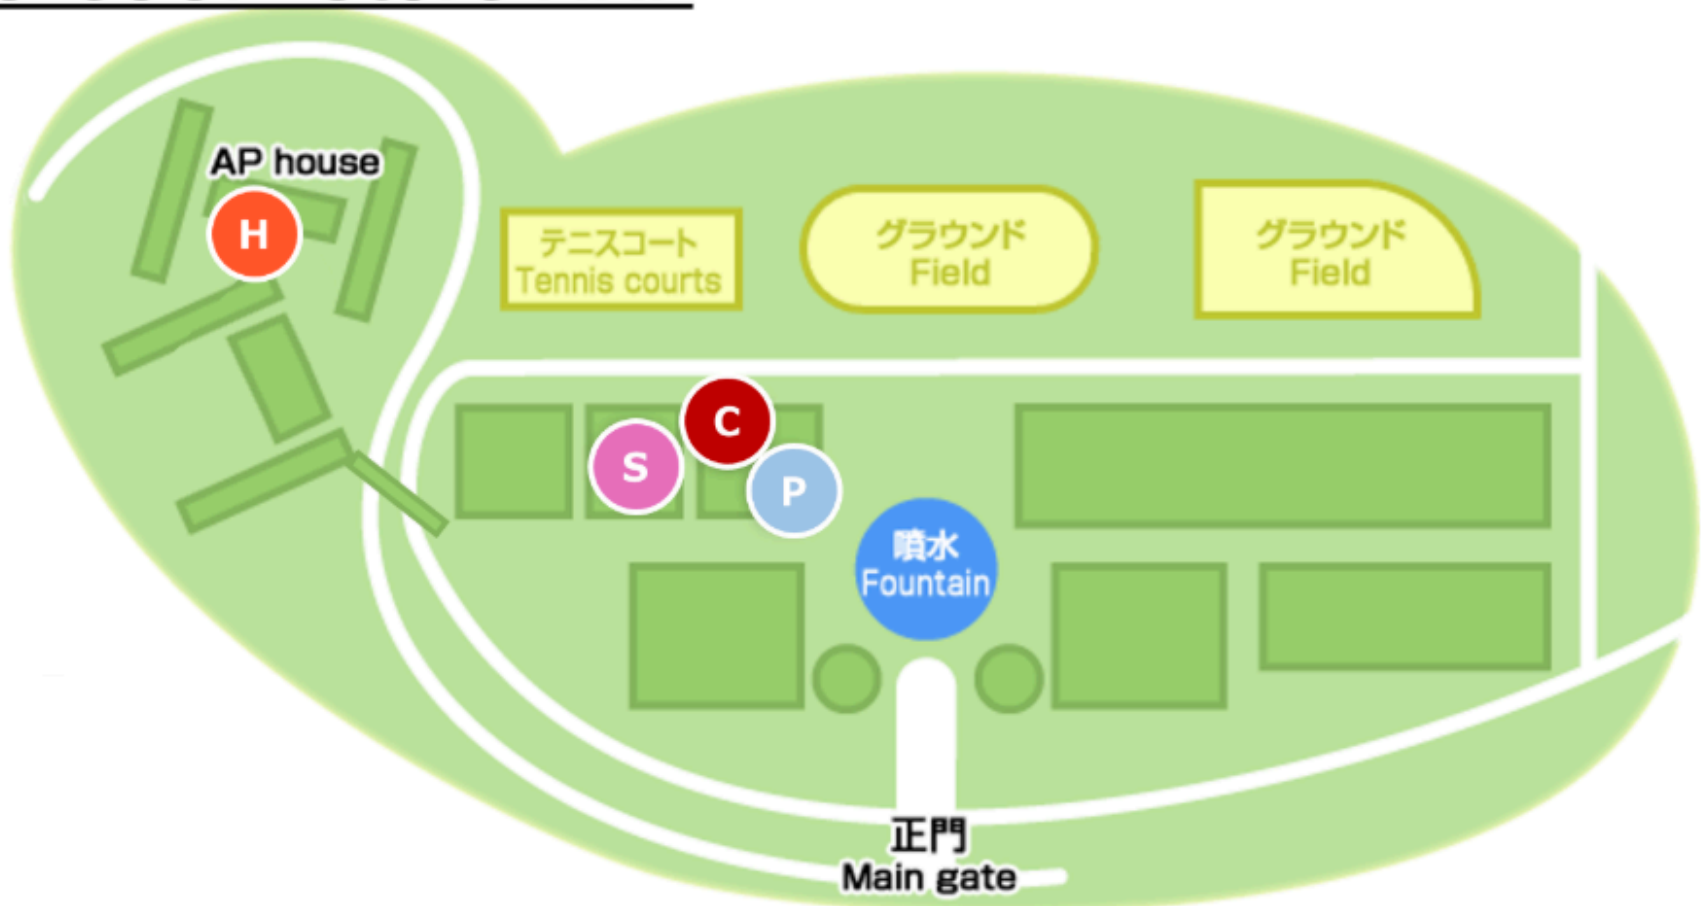 AP house
H
テニスコート
Tennis courts
グラウンド
Field
グラウンド
Field
C
S
P
噴水
Fountain
正門
Main gate